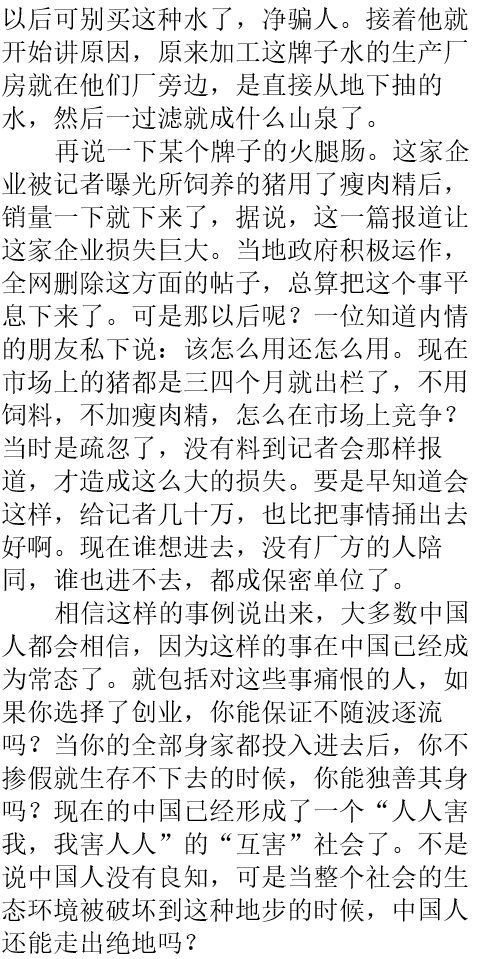 以后可别买这种水了，净骗人。接着他就
开始讲原因，原来加工这牌子水的生产厂
房就在他们厂旁边，是直接从地下抽的
水，然后一过滤就成什么山泉了。
再说一下某个牌子的火腿肠。这家企
业被记者曝光所饲养的猪用了瘦肉精后，
销量一下就下来了，据说，这一篇报道让
这家企业损失巨大。当地政府积极运作，
全网删除这方面的帖子，总算把这个事平
息下来了。可是那以后呢？一位知道内情
的朋友私下说：该怎么用还怎么用。现在
市场上的猪都是三四个月就出栏了，不用
饲料，不加瘦肉精，怎么在市场上竞争？
当时是疏忽了，没有料到记者会那样报
道，才造成这么大的损失。要是早知道会
这样，给记者几十万，也比把事情捅出去
好啊。现在谁想进去，没有厂方的人陪
同，谁也进不去，都成保密单位了。
相信这样的事例说出来，大多数中国
人都会相信，因为这样的事在中国已经成
为常态了。就包括对这些事痛恨的人，如
果你选择了创业，你能保证不随波逐流
吗？当你的全部身家都投入进去后，你不
掺假就生存不下去的时候，你能独善其身
吗？现在的中国已经形成了一个“人人害
我，我害人人”的“互害”社会了。不是
说中国人没有良知，可是当整个社会的生
态环境被破坏到这种地步的时候，中国人
还能走出绝地吗？